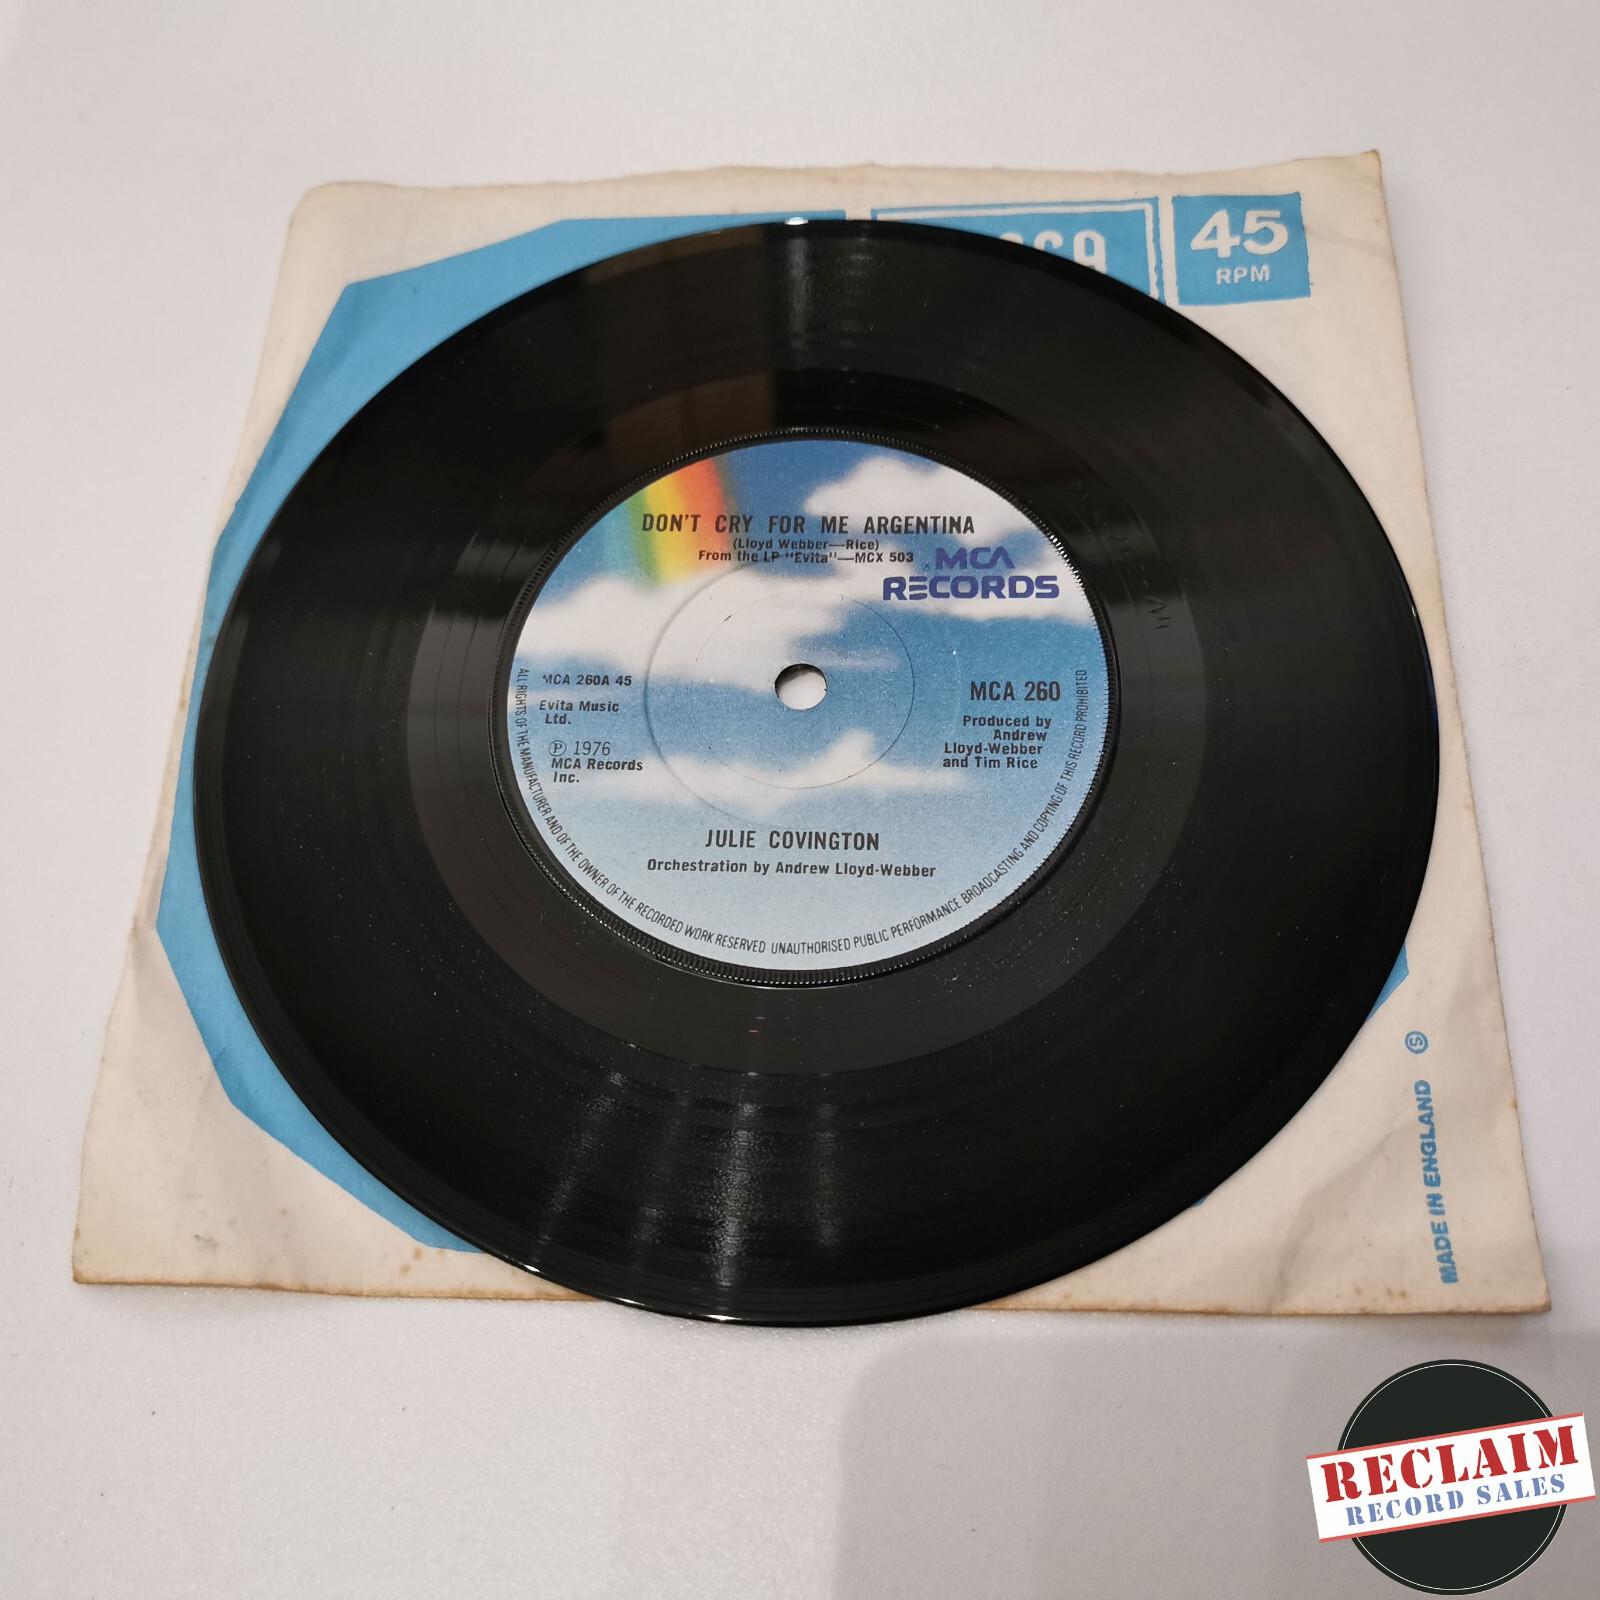 45
RPM
DON'T CRY FOR ME ARGENTINA
(Lloyd Webber—Rice)
From the LP "Evita"—MCX 503
MCA
RECORDS
MCA 260A 45
Evita Music
Ltd.
℗ 1976
MCA Records
Inc.
MCA 260
Produced by
Andrew
Lloyd-Webber
and Tim Rice
JULIE COVINGTON
Orchestration by Andrew Lloyd-Webber
ALL RIGHTS OF THE MANUFACTURER AND OF THE OWNER OF THE RECORDED WORK RESERVED UNAUTHORISED PUBLIC PERFORMANCE BROADCASTING AND COPYING OF THIS RECORD PROHIBITED
MADE IN ENGLAND Ⓢ
RECLAIM
RECORD SALES